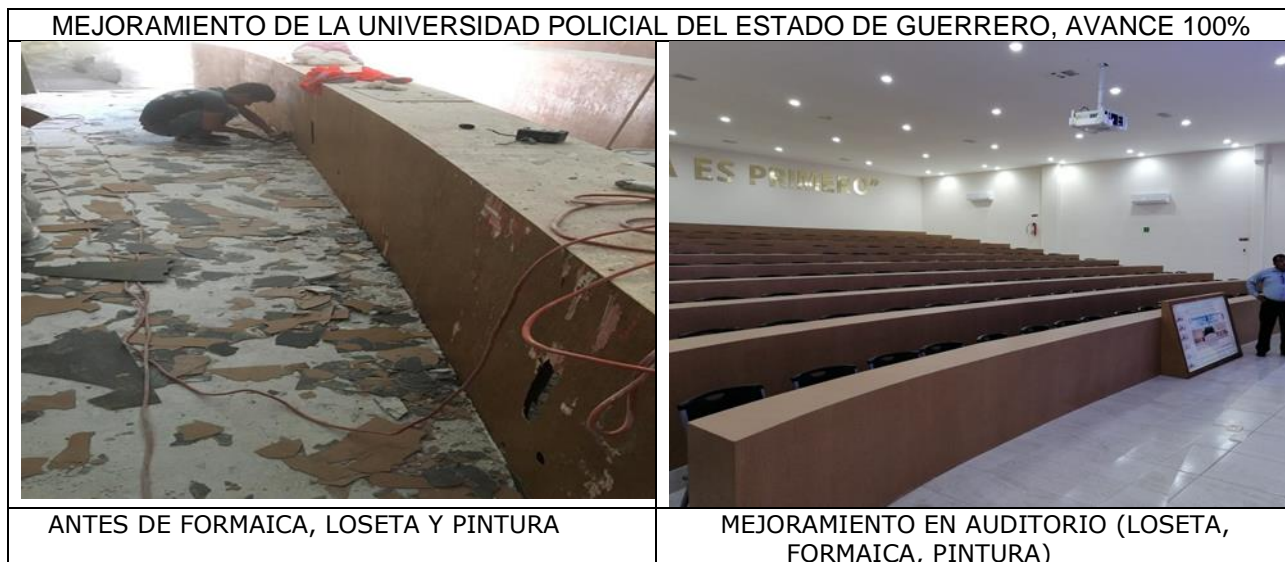 MEJORAMIENTO DE LA UNIVERSIDAD POLICIAL DEL ESTADO DE GUERRERO, AVANCE 100%
A ES PRIMERO"
ANTES DE FORMAICA, LOSETA Y PINTURA
MEJORAMIENTO EN AUDITORIO (LOSETA,
FORMAICA, PINTURA)